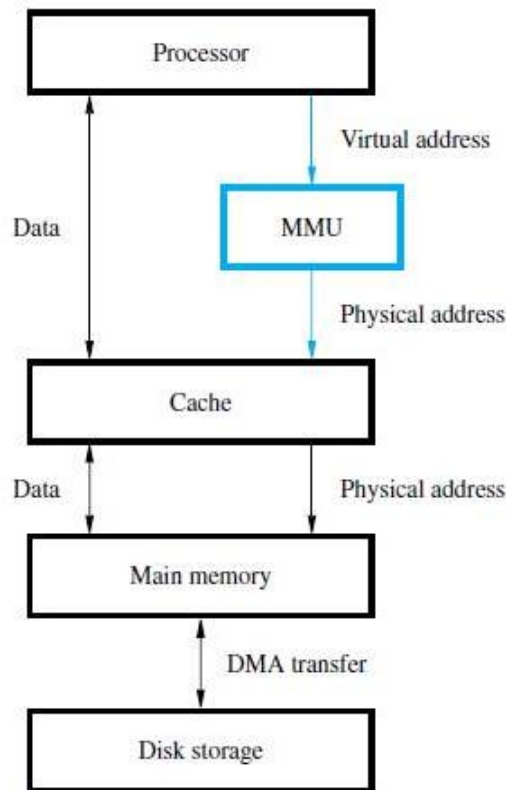 Processor
Virtual address
Data
MMU
Physical address
Cache
Data
Physical address
Main memory
DMA transfer
Disk storage